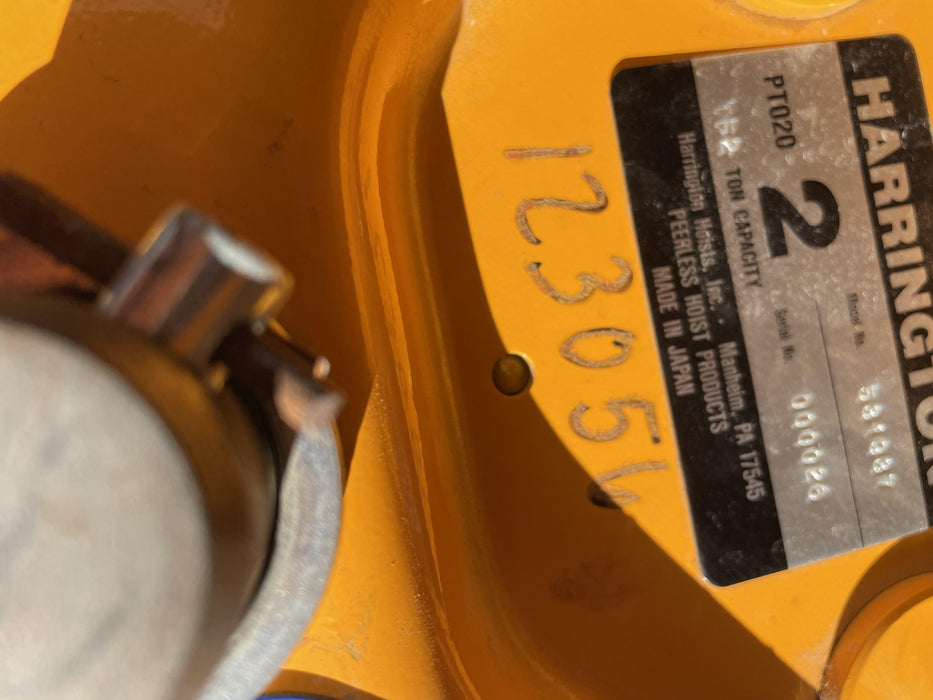 HARRINGTON
PT020
2
TON CAPACITY
Model No.
Serial No.
000026
Harrington Hoists, Inc. · Manheim, PA 17545
PEERLESS HOIST PRODUCTS
MADE IN JAPAN